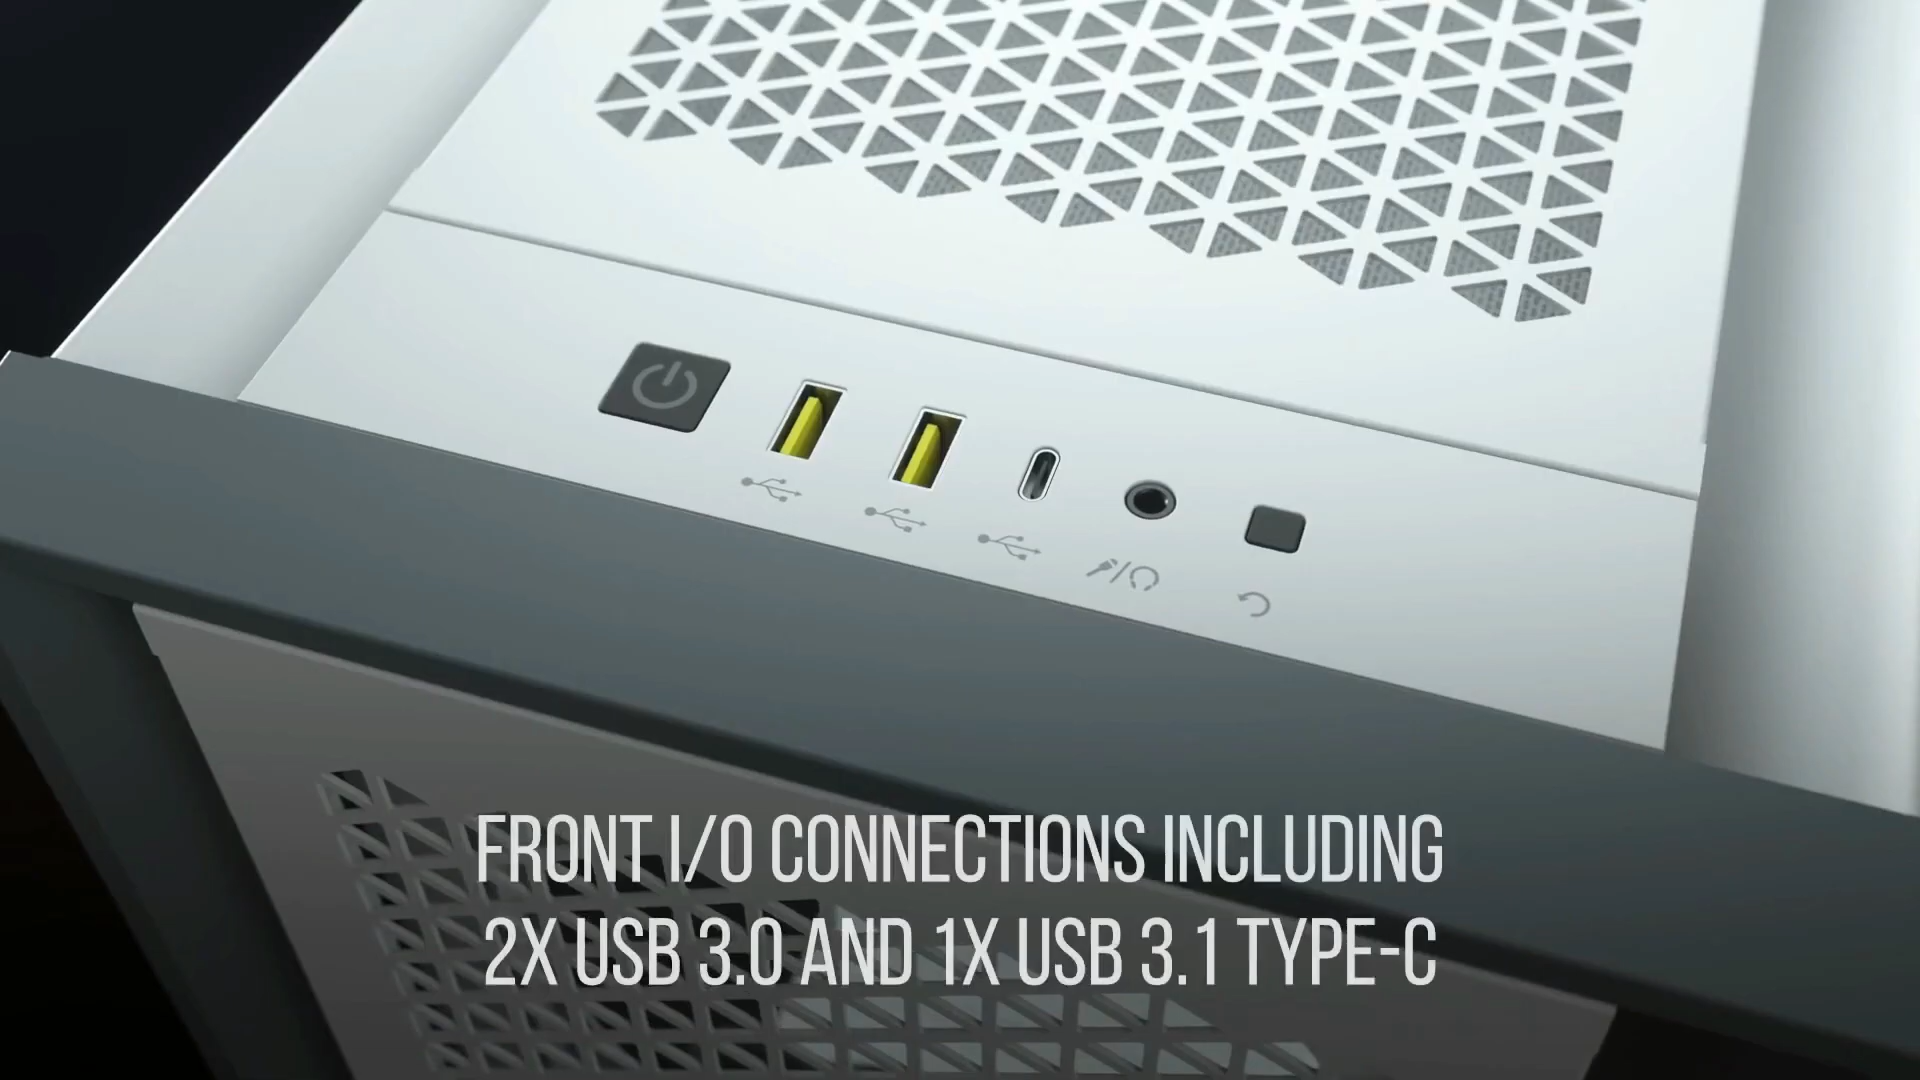 FRONT I/O CONNECTIONS INCLUDING
2X USB 3.0 AND 1X USB 3.1 TYPE-C